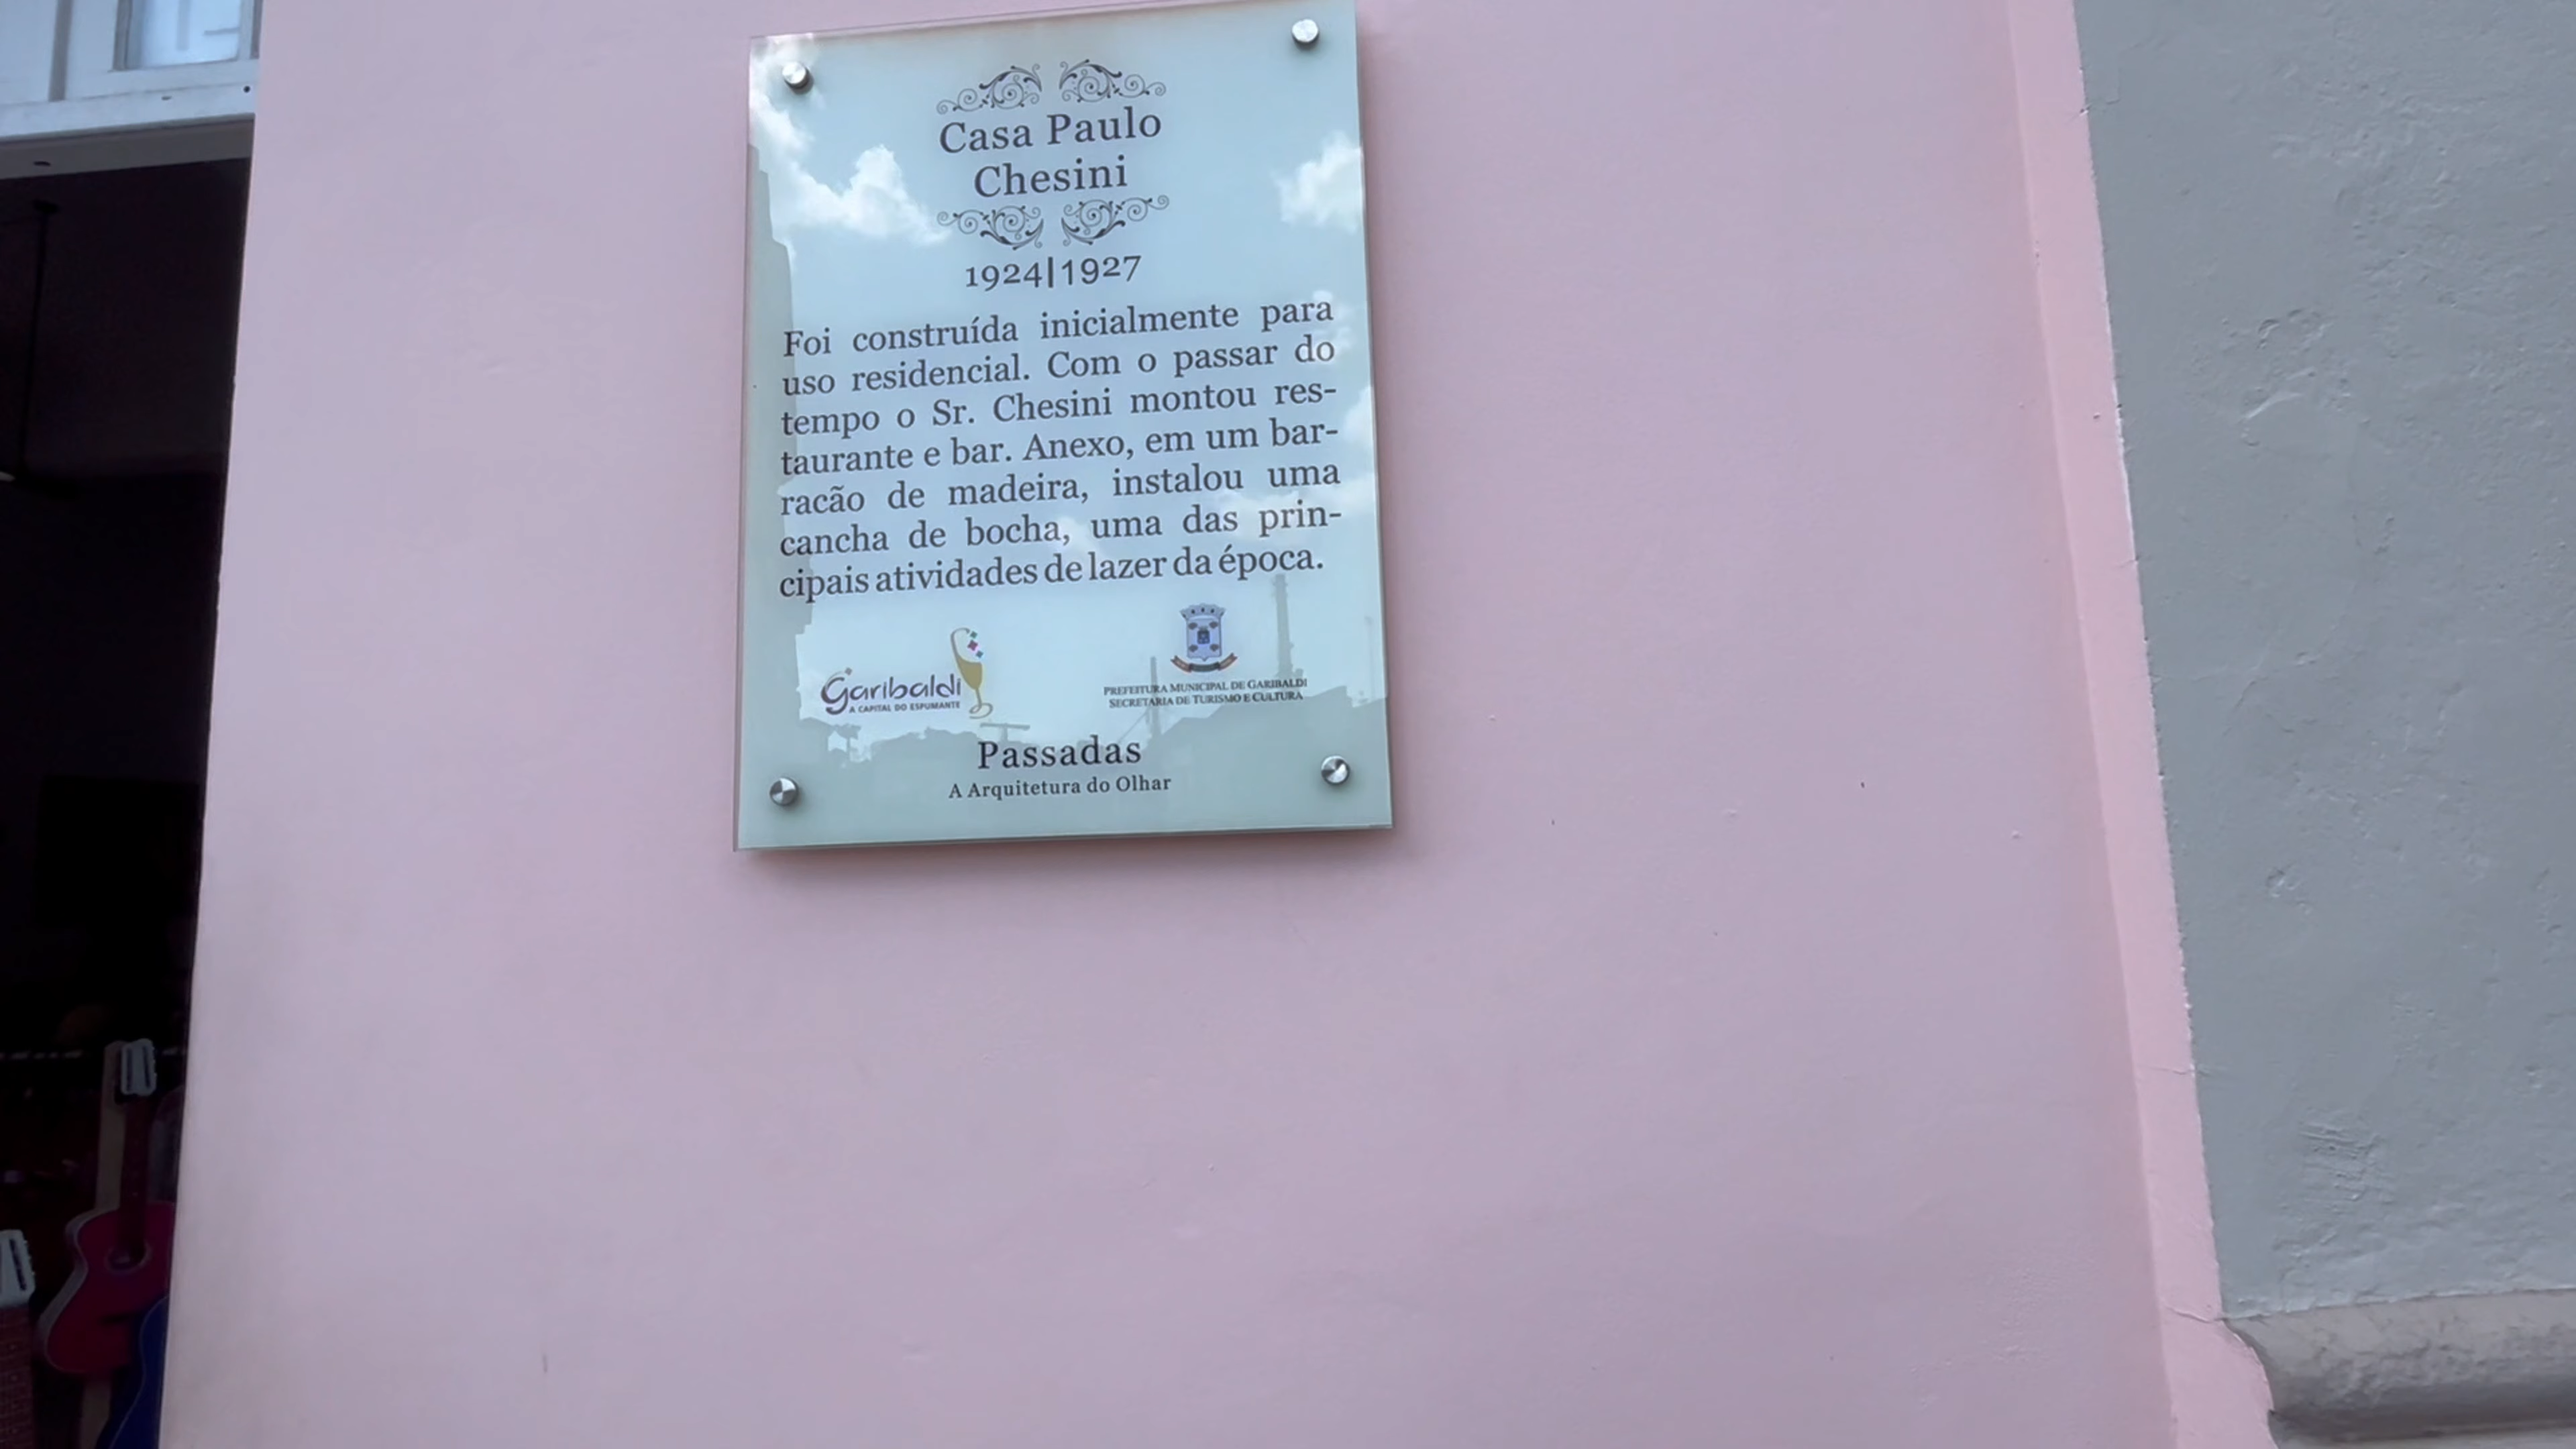 Casa Paulo
Chesini
1924|1927
Foi construída inicialmente para
uso residencial. Com o passar do
tempo o Sr. Chesini montou res-
taurante e bar. Anexo, em um bar-
racão de madeira, instalou uma
cancha de bocha, uma das prin-
cipais atividades de lazer da época.
Garibaldi
A CAPITAL DO ESPUMANTE
PREFEITURA MUNICIPAL DE GARIBALDI
SECRETARIA DE TURISMO E CULTURA
Passadas
A Arquitetura do Olhar